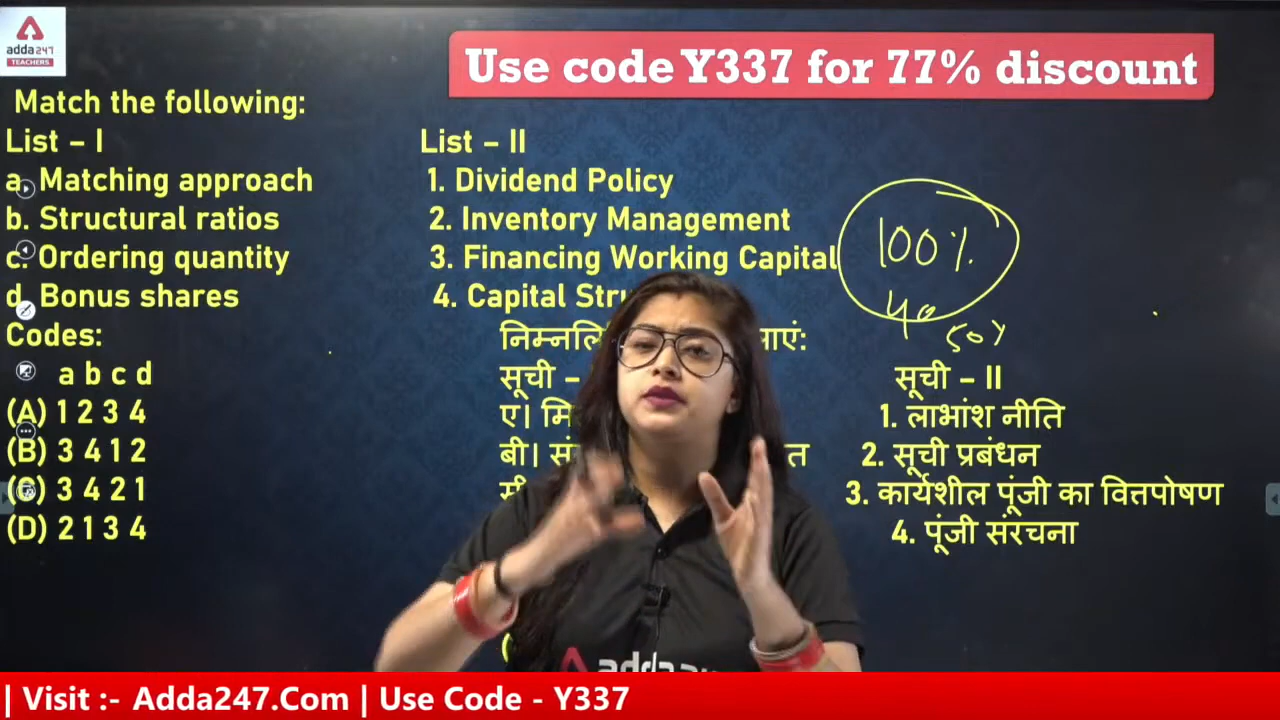 adda247
TEACHERS
Use code Y337 for 77% discount
Match the following:
List – I
List – II
a. Matching approach
1. Dividend Policy
b. Structural ratios
2. Inventory Management
c. Ordering quantity
3. Financing Working Capital
d. Bonus shares
4. Capital
100%
40
50%
Codes:
a b c d
(A) 1 2 3 4
(B) 3 4 1 2
(C) 3 4 2 1
(D) 2 1 3 4
सूची –
सूची – II
ए।
1. लाभांश नीति
बी।
2. सूची प्रबंधन
3. कार्यशील पूंजी का वित्तपोषण
4. पूंजी संरचना
| Visit :- Adda247.Com | Use Code - Y337